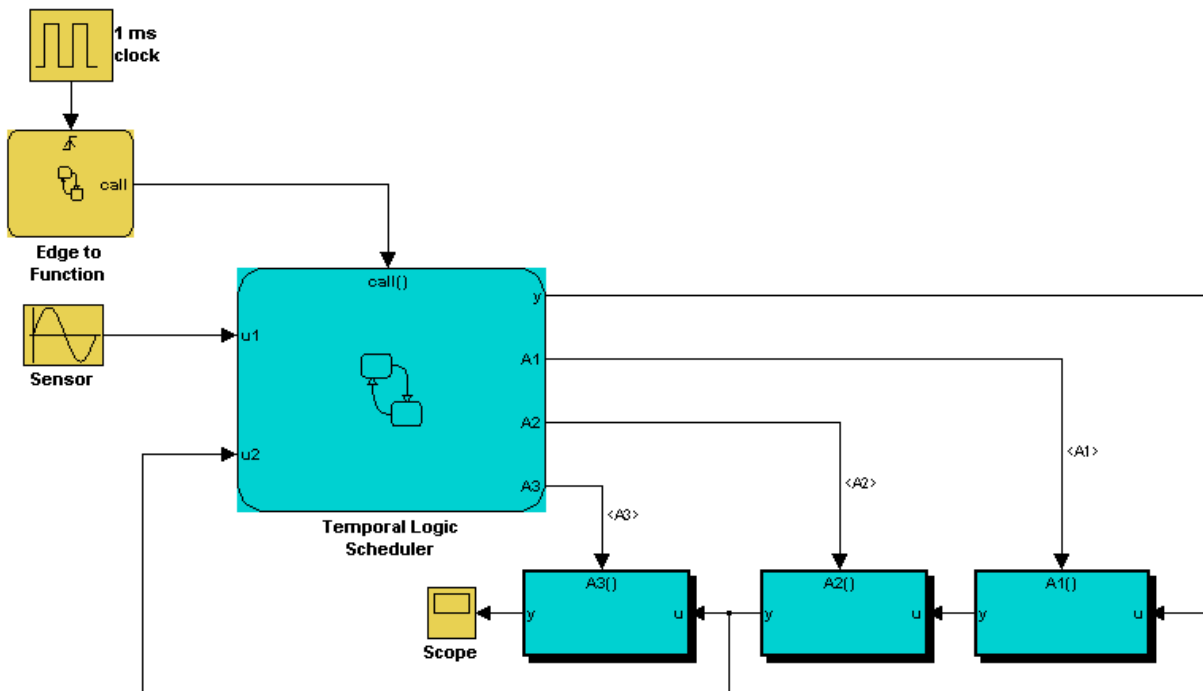 1 ms
clock
call
Edge to
Function
call()
y
u1
A1
Sensor
A2
u2
<A1>
A3
<A2>
<A3>
Temporal Logic
Scheduler
A3()
A2()
A1()
y
u
y
u
y
u
Scope